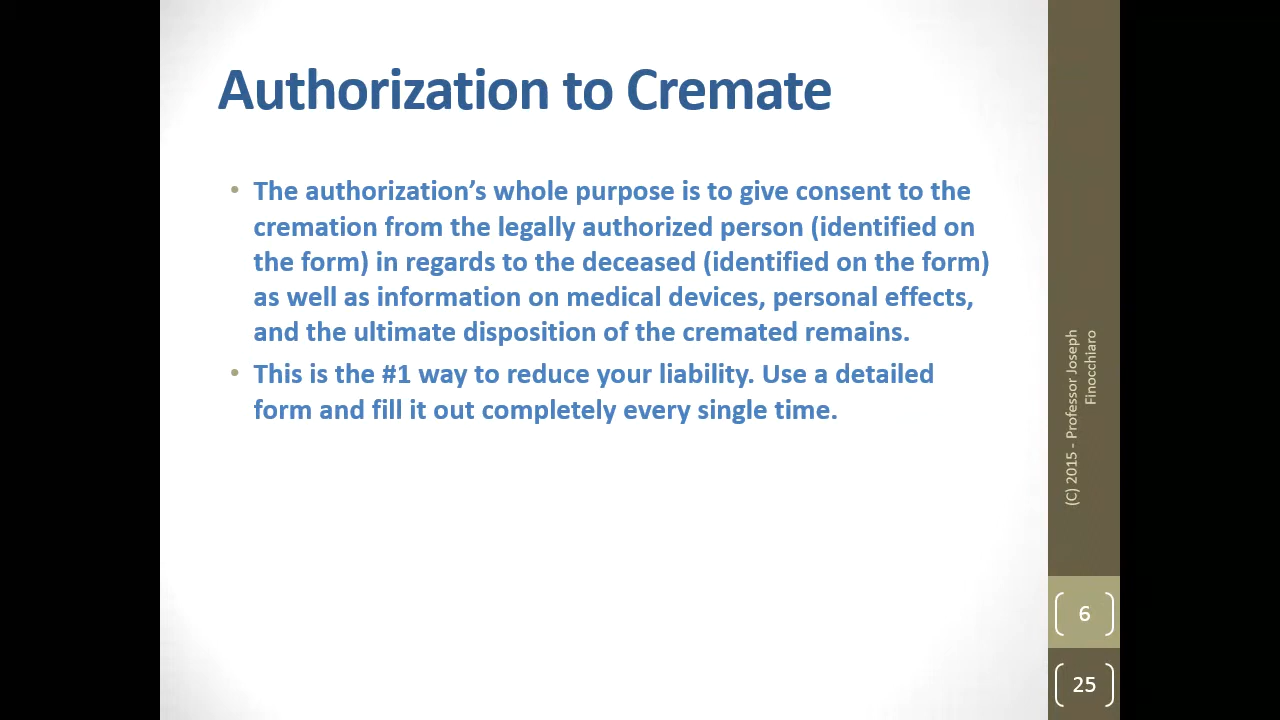 Authorization to Cremate
• The authorization’s whole purpose is to give consent to the
cremation from the legally authorized person (identified on
the form) in regards to the deceased (identified on the form)
as well as information on medical devices, personal effects,
and the ultimate disposition of the cremated remains.
• This is the #1 way to reduce your liability. Use a detailed
form and fill it out completely every single time.
(C) 2015 - Professor Joseph
Finocchiaro
6
25